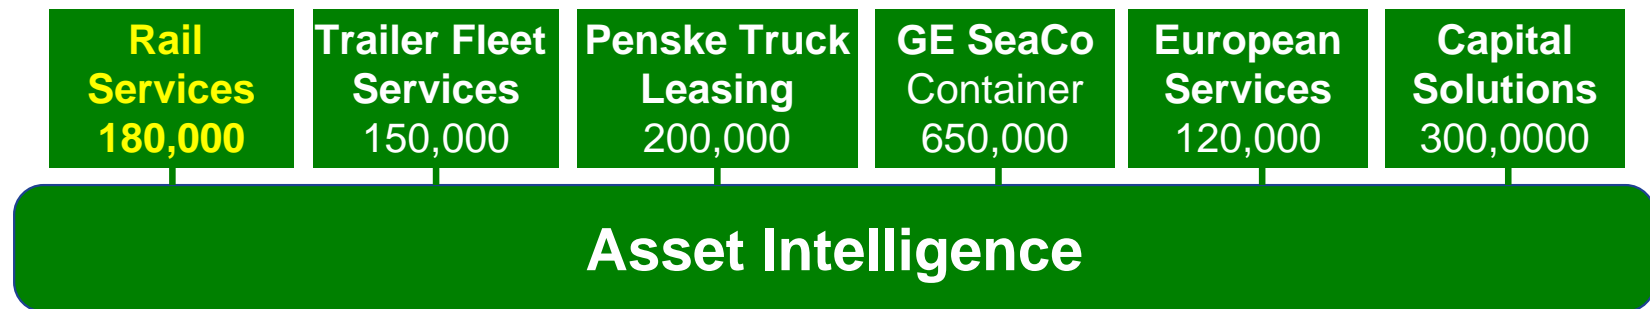 Rail
Services
180,000
Trailer Fleet
Services
150,000
Penske Truck
Leasing
200,000
GE SeaCo
Container
650,000
European
Services
120,000
Capital
Solutions
300,0000
Asset Intelligence